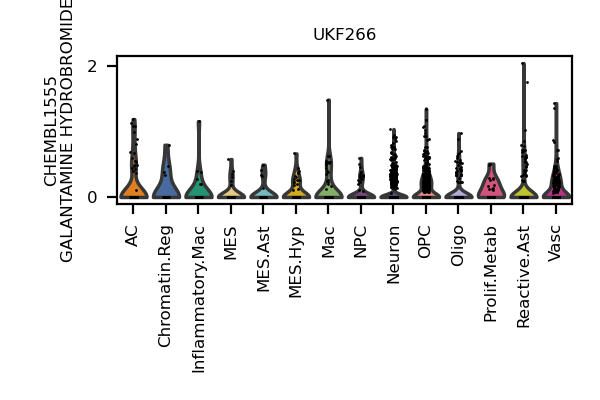 UKF266
CHEMBL1555
GALANTAMINE HYDROBROMIDE
2
0
AC
Chromatin.Reg
Inflammatory.Mac
MES
MES.Ast
MES.Hyp
Mac
NPC
Neuron
OPC
Oligo
Prolif.Metab
Reactive.Ast
Vasc